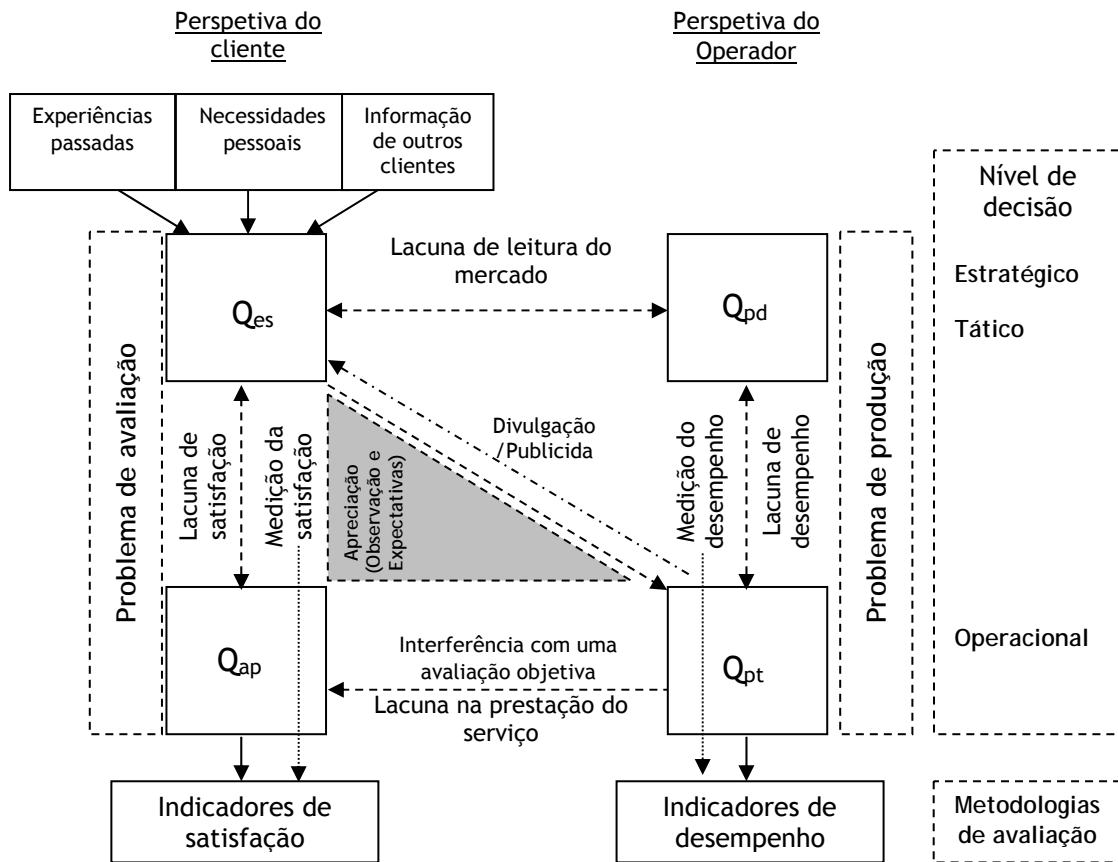 Perspetiva do
cliente
Perspetiva do
Operador
Experiências
passadas
Necessidades
pessoais
Informação
de outros
clientes
Nível de
decisão
Estratégico
Tático
Operacional
Problema de avaliação
Qes
Lacuna de leitura do
mercado
Qpd
Problema de produção
Lacuna de
satisfação
Medição da
satisfação
Apreciação
(Observação e
Expectativas)
Divulgação
/Publicida
Medição do
desempenho
Lacuna de
desempenho
Qap
Interferência com uma
avaliação objetiva
Lacuna na prestação do
serviço
Qpt
Indicadores de
satisfação
Indicadores de
desempenho
Metodologias
de avaliação